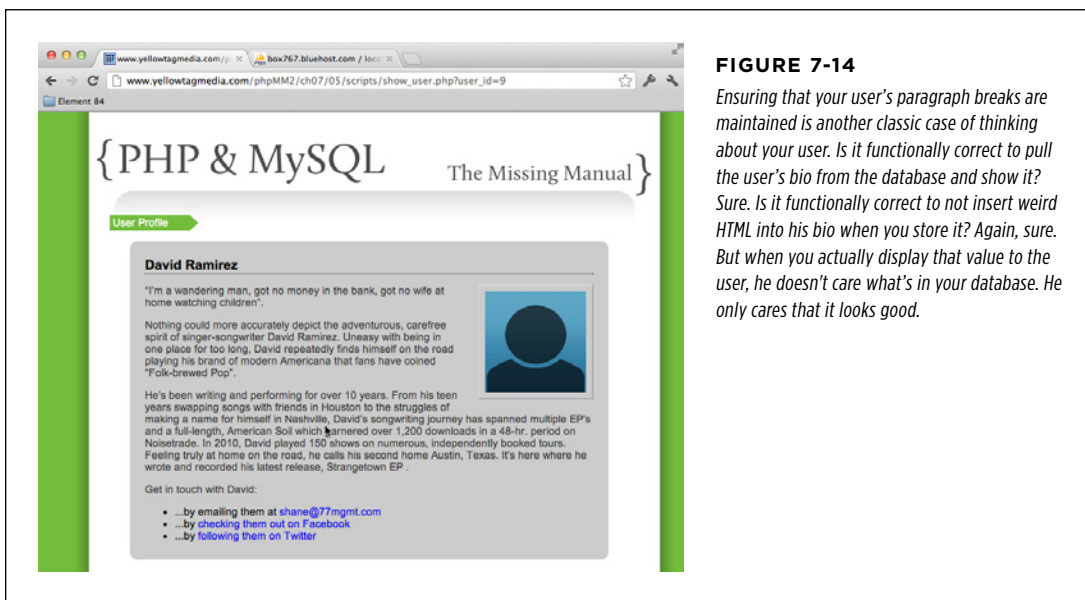 www.yellowtagmedia.com/p
box767.bluehost.com / loca
www.yellowtagmedia.com/phpMM2/ch07/05/scripts/show_user.php?user_id=9
Element 84
{PHP & MySQL
The Missing Manual}
User Profile
David Ramirez
"I'm a wandering man, got no money in the bank, got no wife at
home watching children".
Nothing could more accurately depict the adventurous, carefree
spirit of singer-songwriter David Ramirez. Uneasy with being in
one place for too long, David repeatedly finds himself on the road
playing his brand of modern Americana that fans have coined
"Folk-brewed Pop".
He's been writing and performing for over 10 years. From his teen
years swapping songs with friends in Houston to the struggles of
making a name for himself in Nashville, David's songwriting journey has spanned multiple EP's
and a full-length, American Soil which garnered over 1,200 downloads in a 48-hr. period on
Noisetrade. In 2010, David played 150 shows on numerous, independently booked tours.
Feeling truly at home on the road, he calls his second home Austin, Texas. It's here where he
wrote and recorded his latest release, Strangetown EP .
Get in touch with David:
• ...by emailing them at shane@77mgmt.com
• ...by checking them out on Facebook
• ...by following them on Twitter
FIGURE 7-14
Ensuring that your user's paragraph breaks are
maintained is another classic case of thinking
about your user. Is it functionally correct to pull
the user's bio from the database and show it?
Sure. Is it functionally correct to not insert weird
HTML into his bio when you store it? Again, sure.
But when you actually display that value to the
user, he doesn't care what's in your database. He
only cares that it looks good.